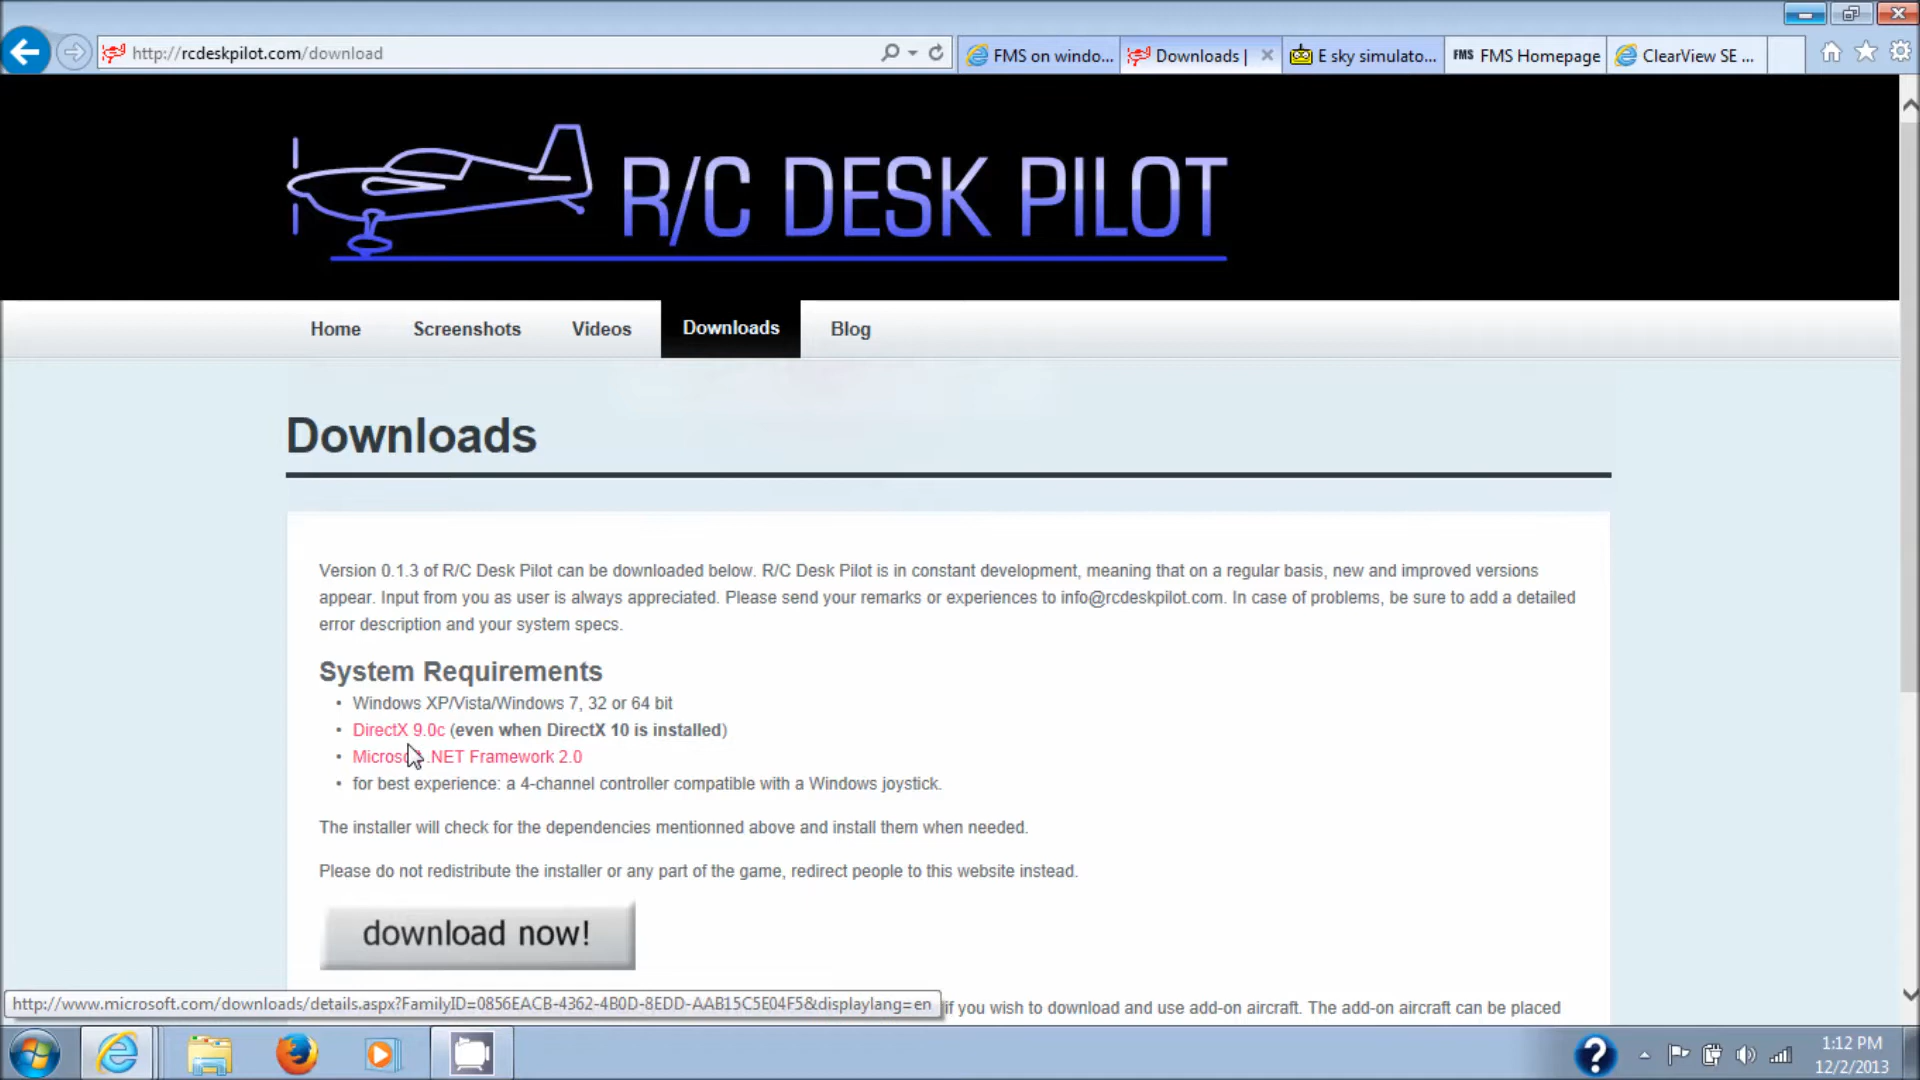 http://rcdeskpilot.com/download
FMS on windo...
Downloads |
E sky simulato...
FMS FMS Homepage
ClearView SE ...
R/C DESK PILOT
Home
Screenshots
Videos
Downloads
Blog
Downloads
Version 0.1.3 of R/C Desk Pilot can be downloaded below. R/C Desk Pilot is in constant development, meaning that on a regular basis, new and improved versions
appear. Input from you as user is always appreciated. Please send your remarks or experiences to info@rcdeskpilot.com. In case of problems, be sure to add a detailed
error description and your system specs.
System Requirements
• Windows XP/Vista/Windows 7, 32 or 64 bit
• DirectX 9.0c (even when DirectX 10 is installed)
• Microsoft .NET Framework 2.0
• for best experience: a 4-channel controller compatible with a Windows joystick.
The installer will check for the dependencies mentionned above and install them when needed.
Please do not redistribute the installer or any part of the game, redirect people to this website instead.
download now!
http://www.microsoft.com/downloads/details.aspx?FamilyID=0856EACB-4362-4B0D-8EDD-AAB15C5E04F5&displaylang=en
if you wish to download and use add-on aircraft. The add-on aircraft can be placed
1:12 PM
12/2/2013